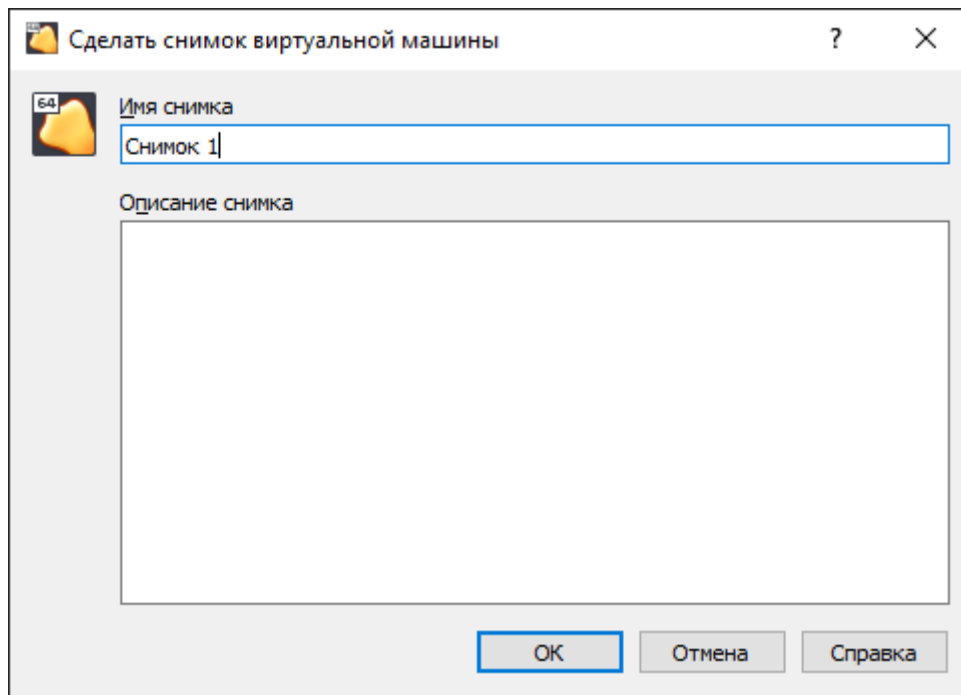 Сделать снимок виртуальной машины
64
Имя снимка
Снимок 1
Описание снимка
OK
Отмена
Справка